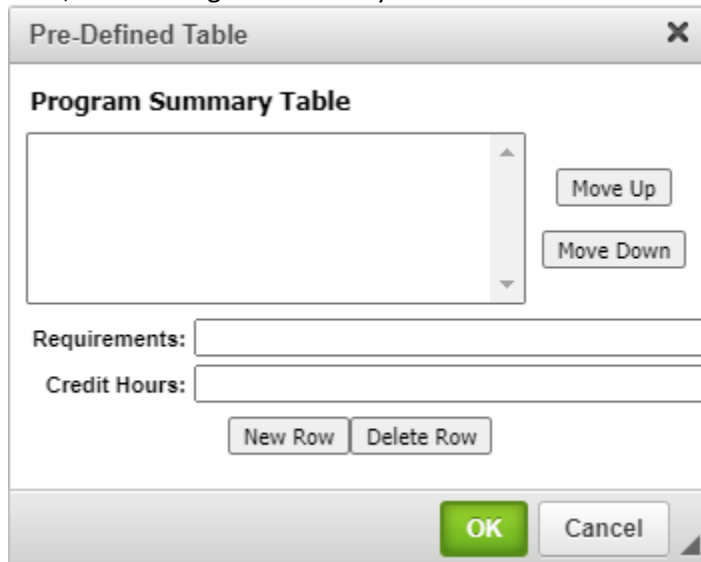 Pre-Defined Table
Program Summary Table
Move Up
Move Down
Requirements:
Credit Hours:
New Row Delete Row
OK Cancel